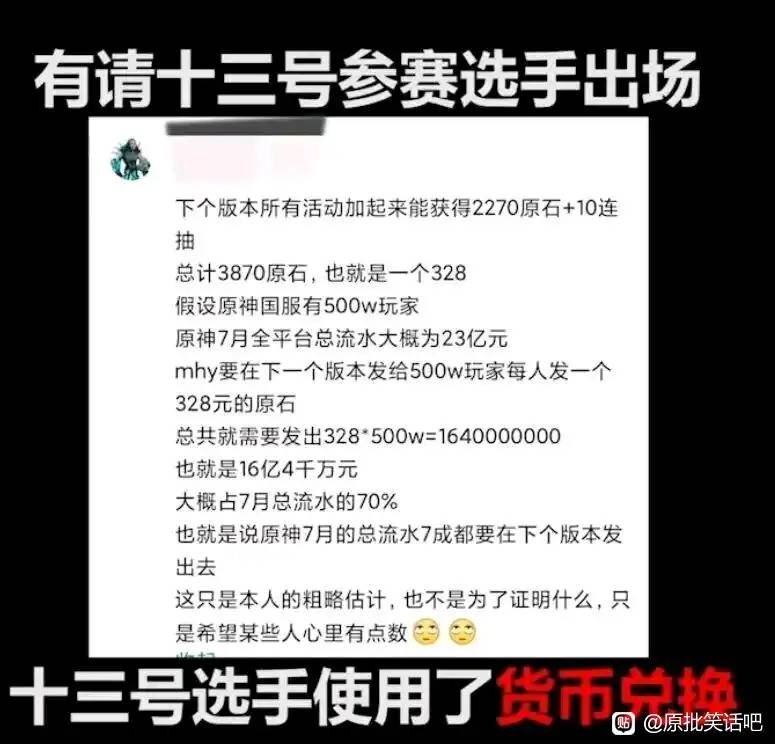 有请十三号参赛选手出场
下个版本所有活动加起来能获得2270原石+10连
抽
总计3870原石，也就是一个328
假设原神国服有500w玩家
原神7月全平台总流水大概为23亿元
mhy要在下一个版本发给500w玩家每人发一个
328元的原石
总共就需要发出328*500w=1640000000
也就是16亿4千万元
大概占7月总流水的70%
也就是说原神7月的总流水7成都要在下个版本发
出去
这只是本人的粗略估计，也不是为了证明什么，只
是希望某些人心里有点数
十三号选手使用了货币兑换
贴 @原批笑话吧